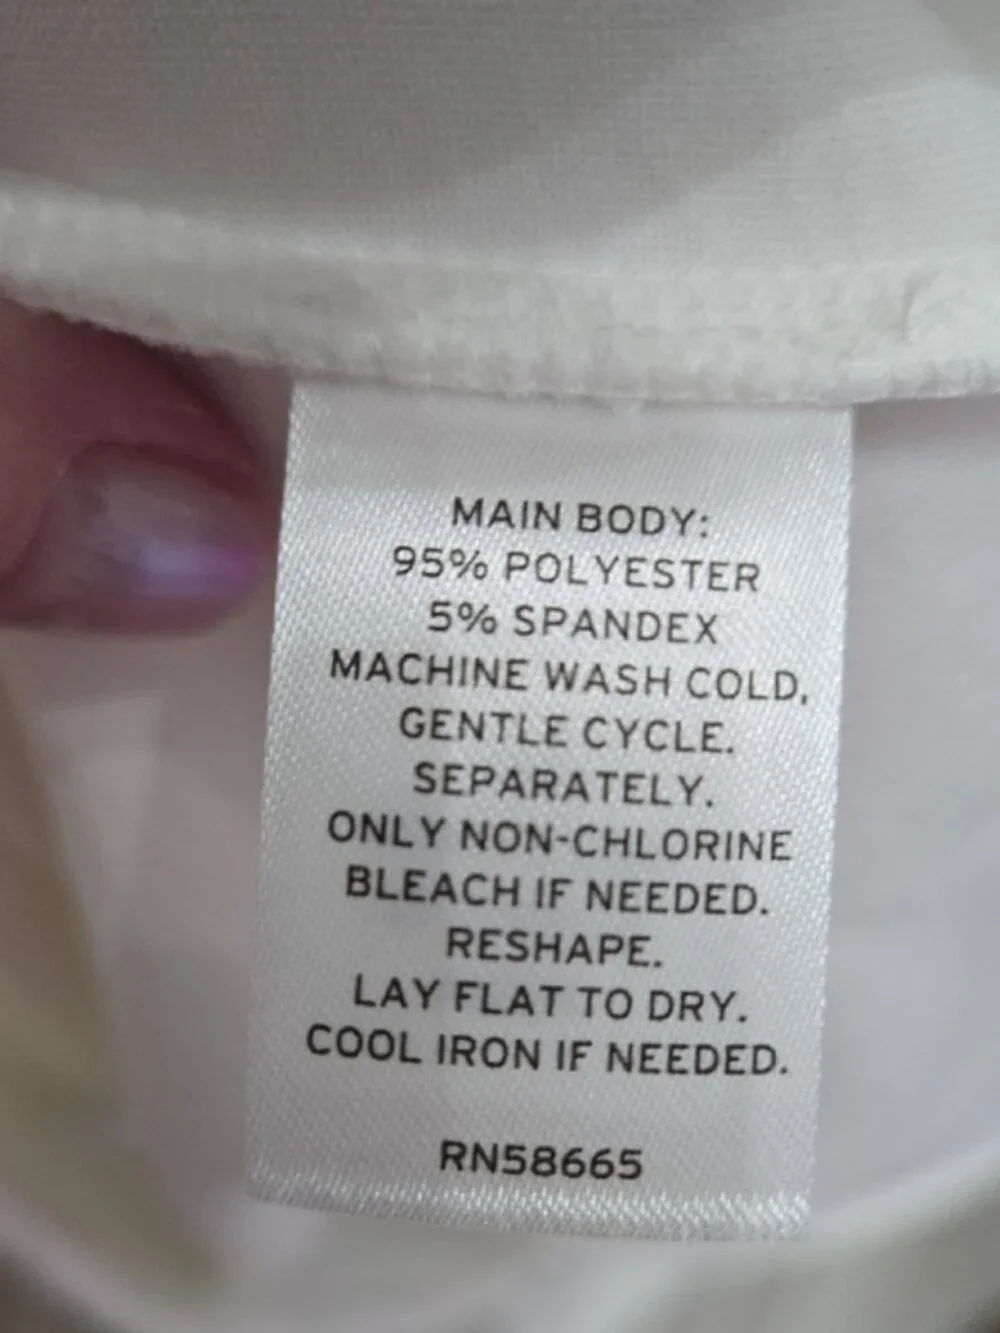 MAIN BODY:
95% POLYESTER
5% SPANDEX
MACHINE WASH COLD,
GENTLE CYCLE.
SEPARATELY.
ONLY NON-CHLORINE
BLEACH IF NEEDED.
RESHAPE.
LAY FLAT TO DRY.
COOL IRON IF NEEDED.
RN58665